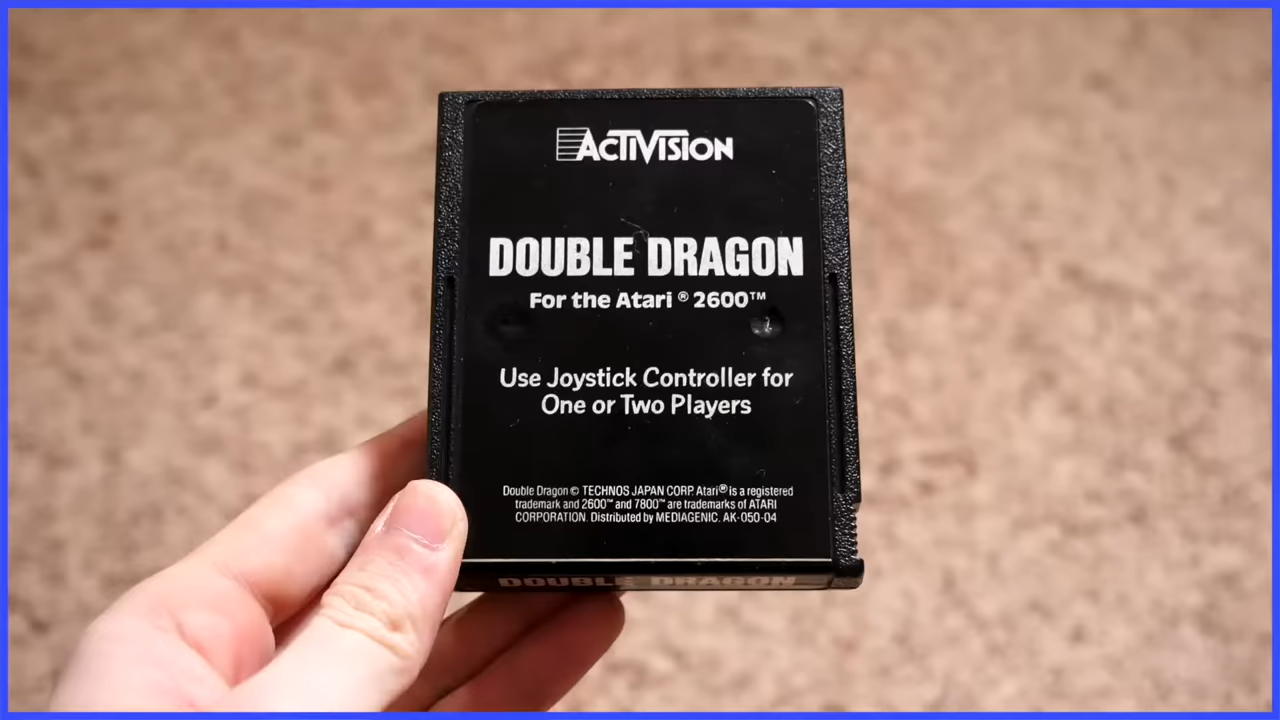 ACTIVISION
DOUBLE DRAGON
For the Atari® 2600™
Use Joystick Controller for
One or Two Players
Double Dragon © TECHNOS JAPAN CORP. Atari® is a registered
trademark and 2600™ and 7800™ are trademarks of ATARI
CORPORATION. Distributed by MEDIAGENIC. AK-050-04
DOUBLE DRAGON